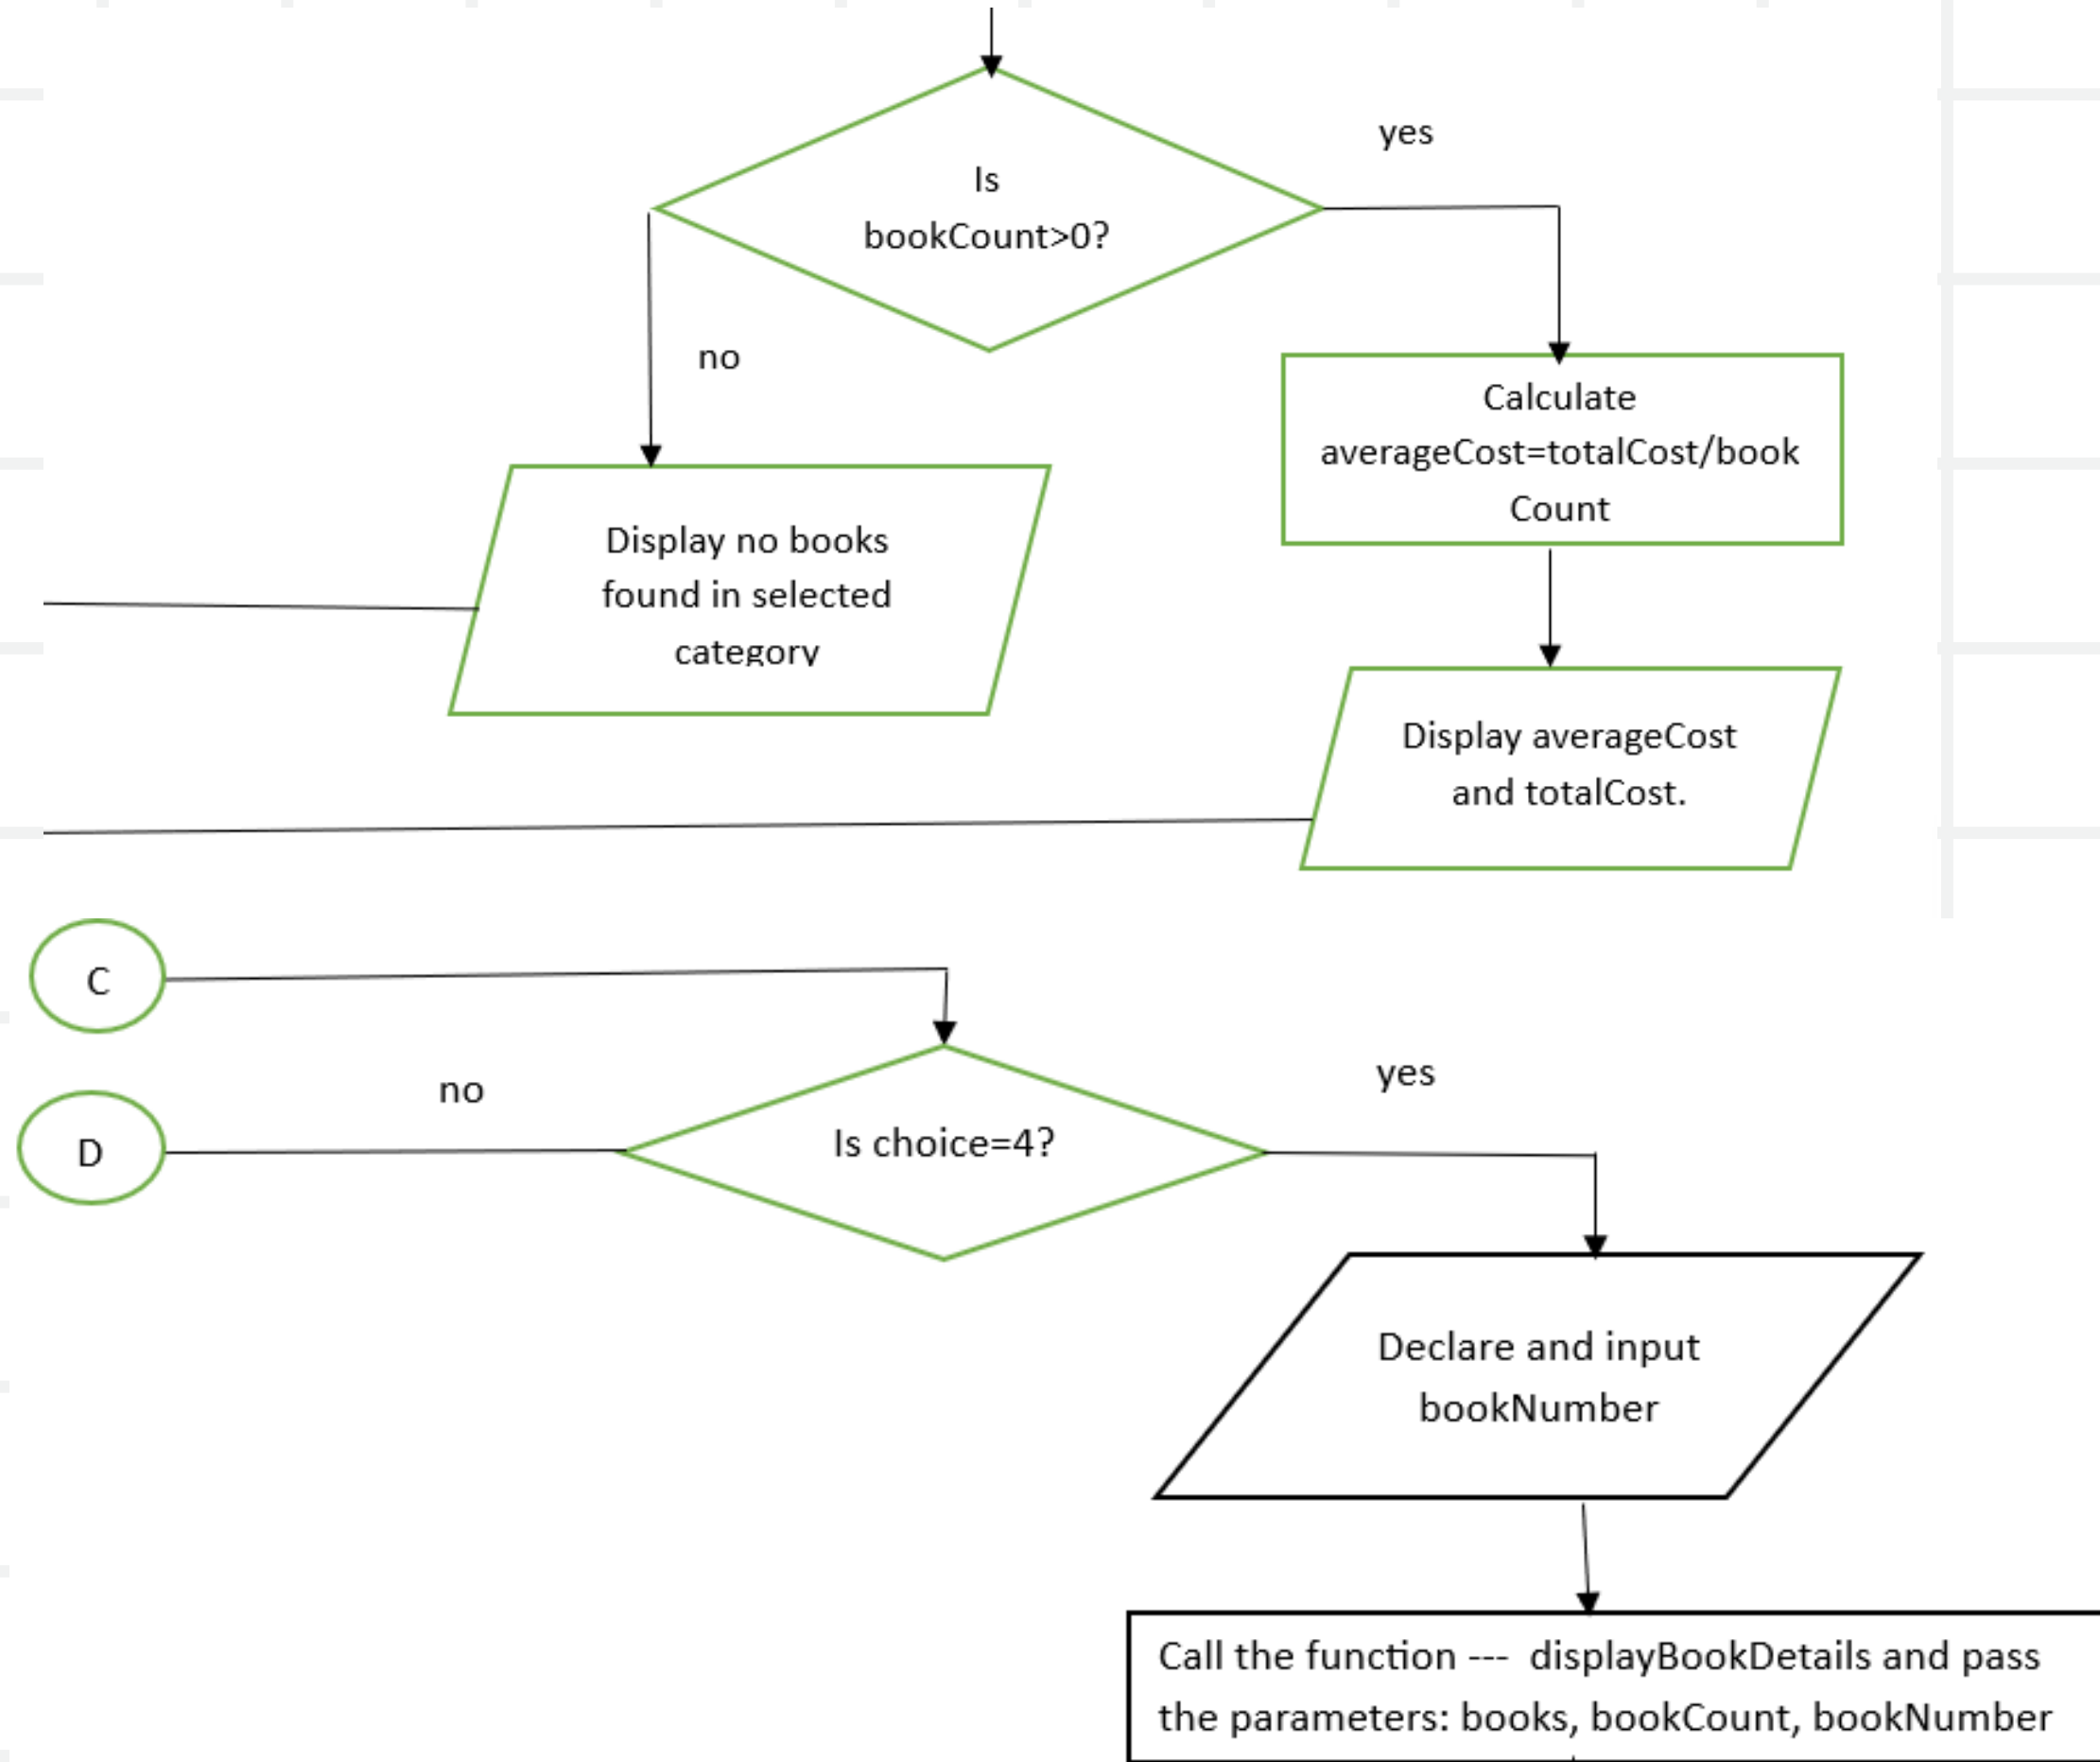 yes
Is
bookCount>0?
no
Calculate
averageCost=totalCost/book
Count
Display no books
found in selected
category
Display averageCost
and totalCost.
C
no
yes
D
Is choice=4?
Declare and input
bookNumber
Call the function --- displayBookDetails and pass
the parameters: books, bookCount, bookNumber